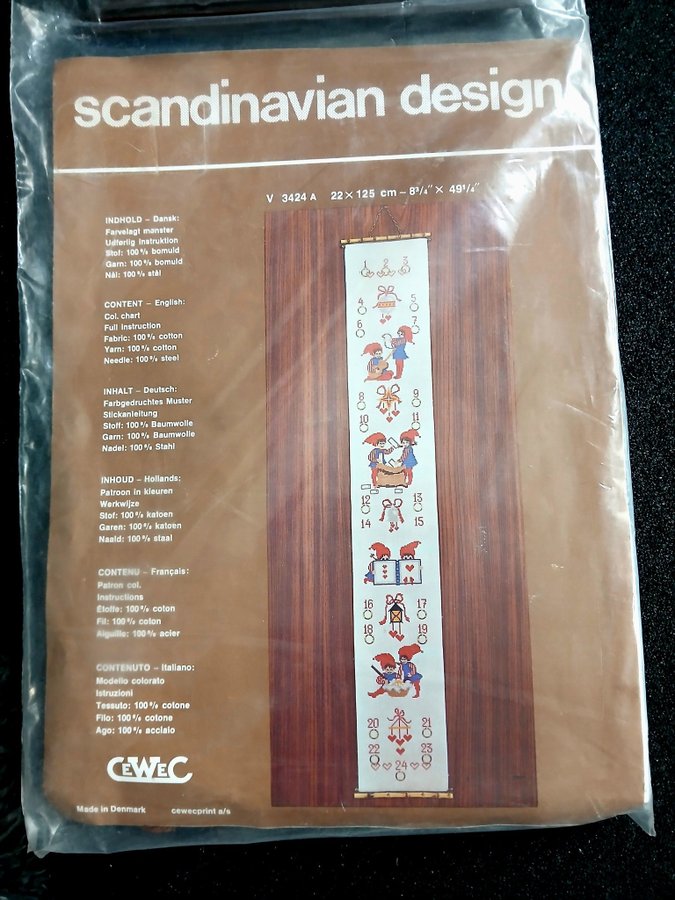 scandinavian design
V 3424 A 22 × 125 cm – 8¾″ × 49¼″
INDHOLD – Dansk:
Farvelagt mønster
Udførlig instruktion
Stof: 100 % bomuld
Garn: 100 % bomuld
Nål: 100 % stål
CONTENT – English:
Col. chart
Full instruction
Fabric: 100 % cotton
Yarn: 100 % cotton
Needle: 100 % steel
INHALT – Deutsch:
Farbgedruchtes Muster
Stickanleitung
Stoff: 100 % Baumwolle
Garn: 100 % Baumwolle
Nadel: 100 % Stahl
INHOUD – Hollands:
Patroon in kleuren
Werkwijze
Stof: 100 % katoen
Garen: 100 % katoen
Naald: 100 % staal
CONTENU – Français:
Patron col.
Instructions
Étoffe: 100 % coton
Fil: 100 % coton
Aiguille: 100 % acier
CONTENUTO – Italiano:
Modello colorato
Istruzioni
Tessuto: 100 % cotone
Filo: 100 % cotone
Ago: 100 % acciaio
CEWEC
Made in Denmark cewecprint a/s
1 2 3
4 5
6 7
8 9
10 11
12 13
14 15
16 17
18 19
20 21
22 23
24